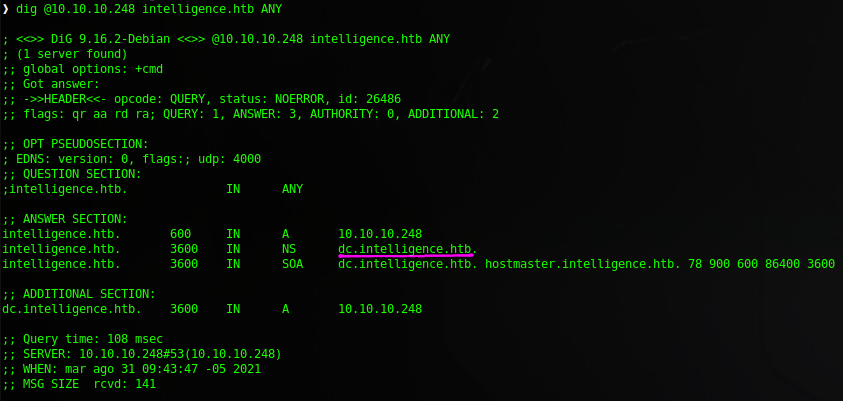 ❯ dig @10.10.10.248 intelligence.htb ANY
; <<>> DiG 9.16.2-Debian <<>> @10.10.10.248 intelligence.htb ANY
; (1 server found)
;; global options: +cmd
;; Got answer:
;; ->>HEADER<<- opcode: QUERY, status: NOERROR, id: 26486
;; flags: qr aa rd ra; QUERY: 1, ANSWER: 3, AUTHORITY: 0, ADDITIONAL: 2
;; OPT PSEUDOSECTION:
; EDNS: version: 0, flags:; udp: 4000
;; QUESTION SECTION:
;intelligence.htb. IN ANY
;; ANSWER SECTION:
intelligence.htb. 600 IN A 10.10.10.248
intelligence.htb. 3600 IN NS dc.intelligence.htb.
intelligence.htb. 3600 IN SOA dc.intelligence.htb. hostmaster.intelligence.htb. 78 900 600 86400 3600
;; ADDITIONAL SECTION:
dc.intelligence.htb. 3600 IN A 10.10.10.248
;; Query time: 108 msec
;; SERVER: 10.10.10.248#53(10.10.10.248)
;; WHEN: mar ago 31 09:43:47 -05 2021
;; MSG SIZE rcvd: 141